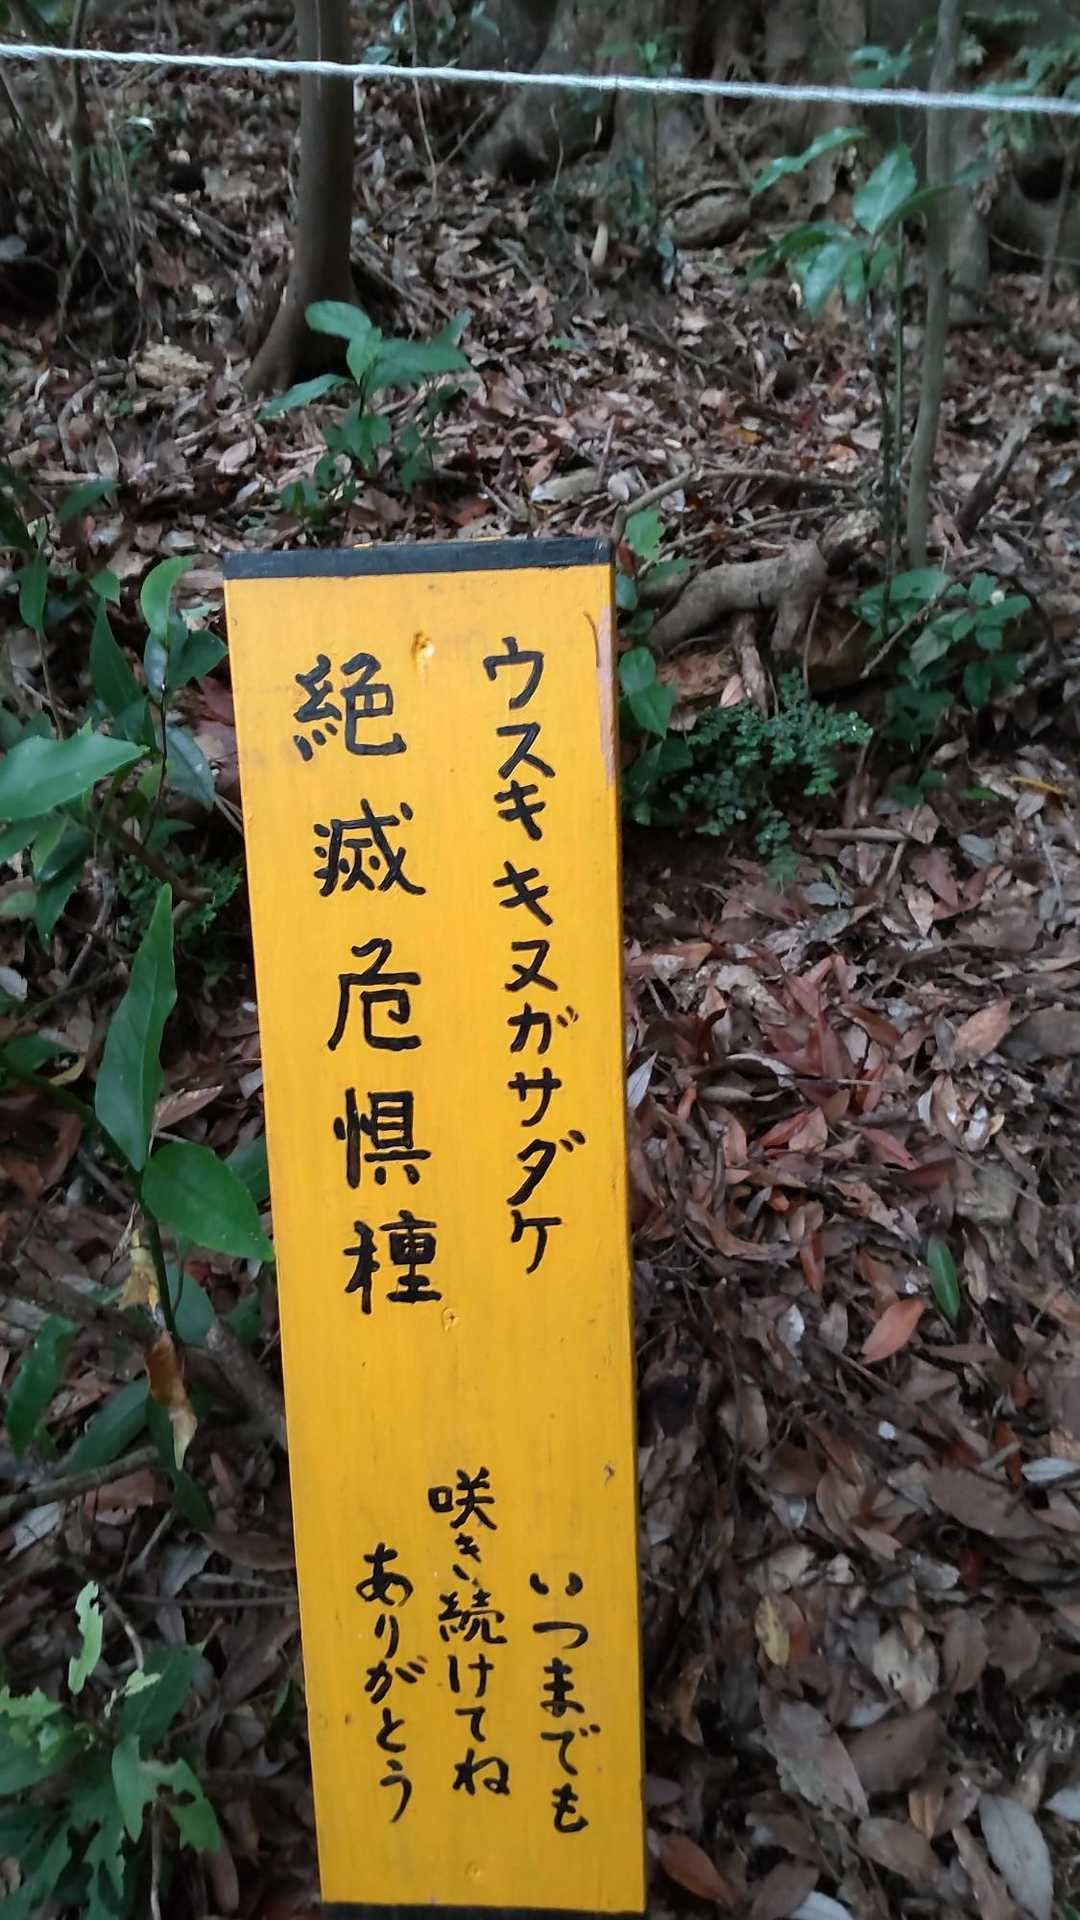 ウスキキヌガサダケ
絶滅危惧種
いつまでも
咲き続けてね
ありがとう